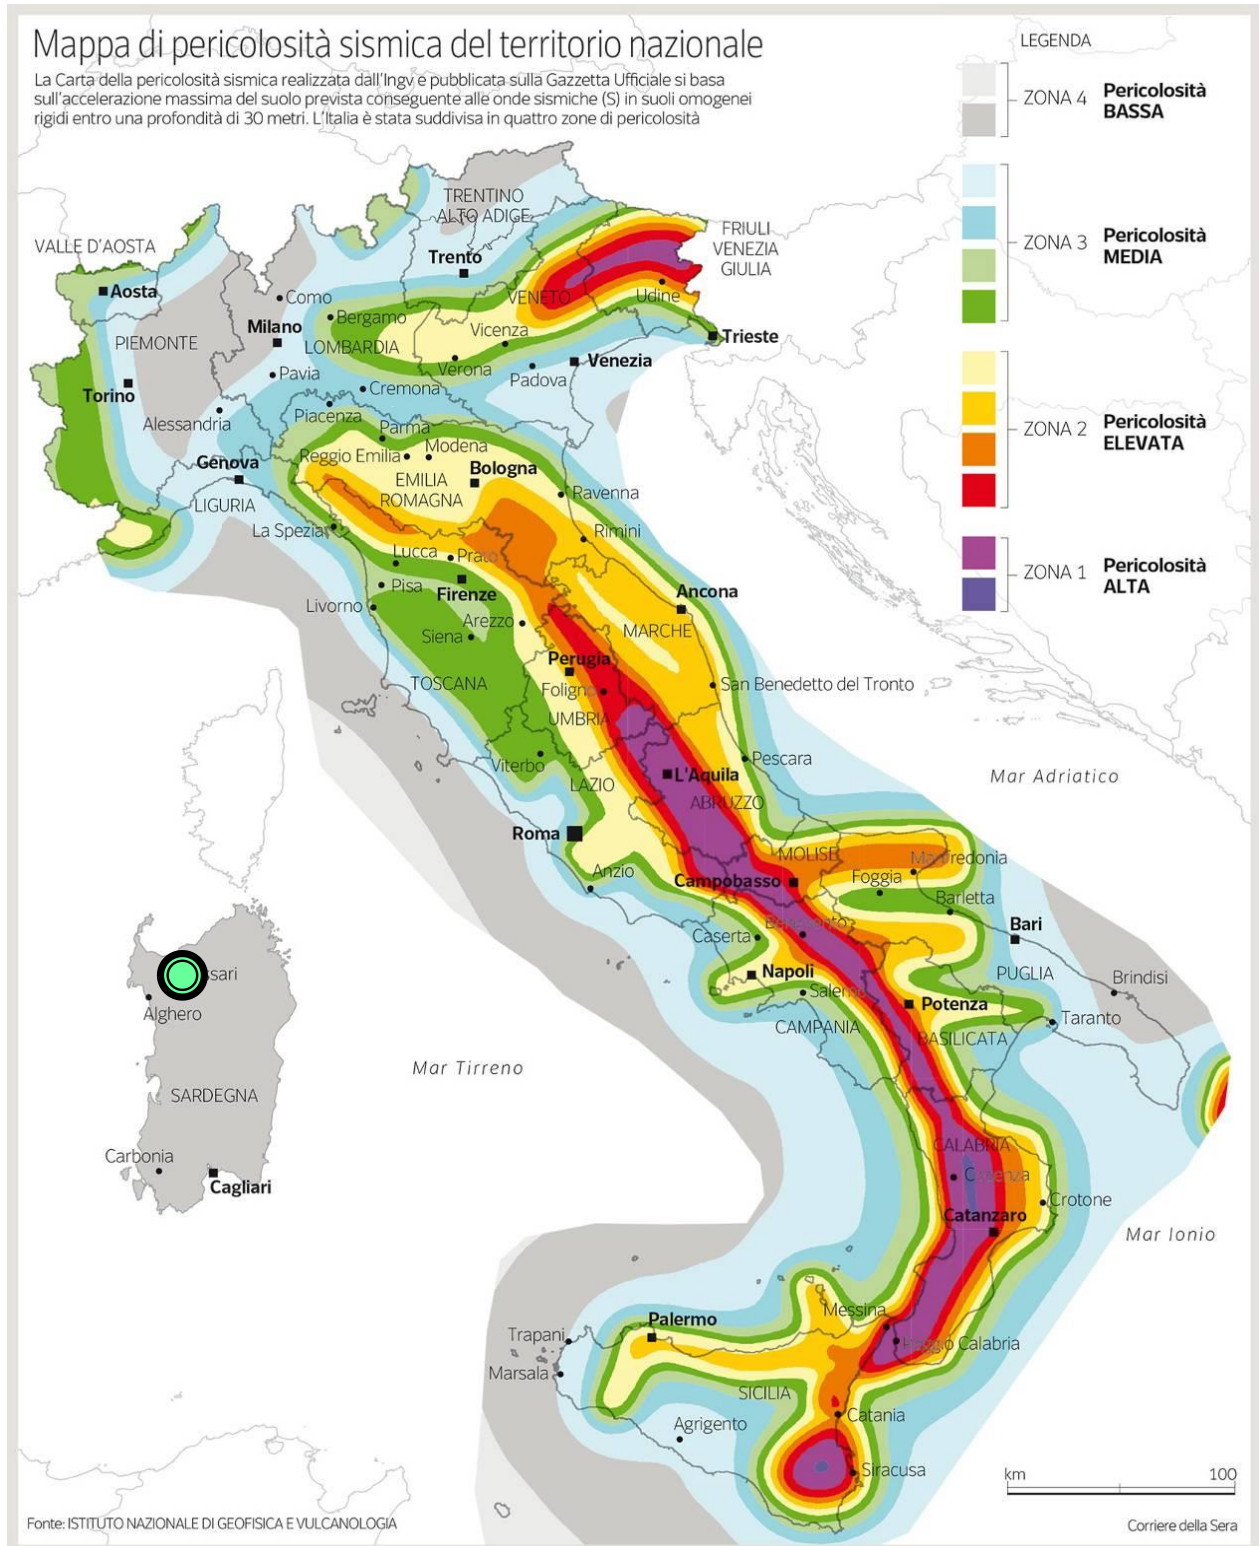 Mappa di pericolosità sismica del territorio nazionale
La Carta della pericolosità sismica realizzata dall'Ingv e pubblicata sulla Gazzetta Ufficiale si basa
sull'accelerazione massima del suolo prevista conseguente alle onde sismiche (S) in suoli omogenei
rigidi entro una profondità di 30 metri. L'Italia è stata suddivisa in quattro zone di pericolosità
LEGENDA
ZONA 4
Pericolosità
BASSA
ZONA 3
Pericolosità
MEDIA
ZONA 2
Pericolosità
ELEVATA
ZONA 1
Pericolosità
ALTA
TRENTINO
ALTO ADIGE
VALLE D'AOSTA
FRIULI
VENEZIA
GIULIA
Trento
Aosta
Como
VENETO
Udine
Bergamo
Milano
Vicenza
Trieste
PIEMONTE
LOMBARDIA
Verona
Venezia
Pavia
Padova
Torino
Cremona
Alessandria
Piacenza
Parma
Genova
Reggio Emilia
Modena
Bologna
EMILIA
ROMAGNA
Ravenna
LIGURIA
La Spezia
Rimini
Lucca
Prato
Pisa
Firenze
Livorno
Ancona
Arezzo
Siena
MARCHE
Perugia
TOSCANA
Foligno
San Benedetto del Tronto
UMBRIA
Viterbo
Pescara
L'Aquila
LAZIO
Mar Adriatico
ABRUZZO
Roma
MOLISE
Manfredonia
Anzio
Campobasso
Foggia
Barletta
Benevento
Bari
Caserta
Napoli
PUGLIA
Brindisi
ssari
Salerno
Potenza
Alghero
Taranto
CAMPANIA
BASILICATA
Mar Tirreno
SARDEGNA
Carbonia
CALABRIA
Cagliari
Cosenza
Crotone
Catanzaro
Mar Ionio
Messina
Palermo
Trapani
Reggio Calabria
Marsala
SICILIA
Agrigento
Catania
Siracusa
km 100
Fonte: ISTITUTO NAZIONALE DI GEOFISICA E VULCANOLOGIA
Corriere della Sera